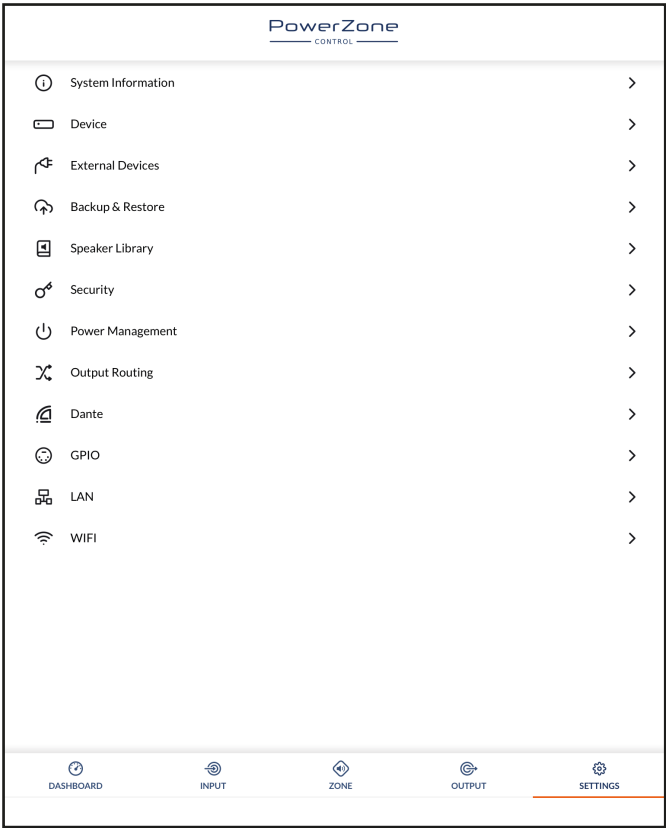 PowerZone
CONTROL
System Information
Device
External Devices
Backup & Restore
Speaker Library
Security
Power Management
Output Routing
Dante
GPIO
LAN
WIFI
DASHBOARD INPUT ZONE OUTPUT SETTINGS